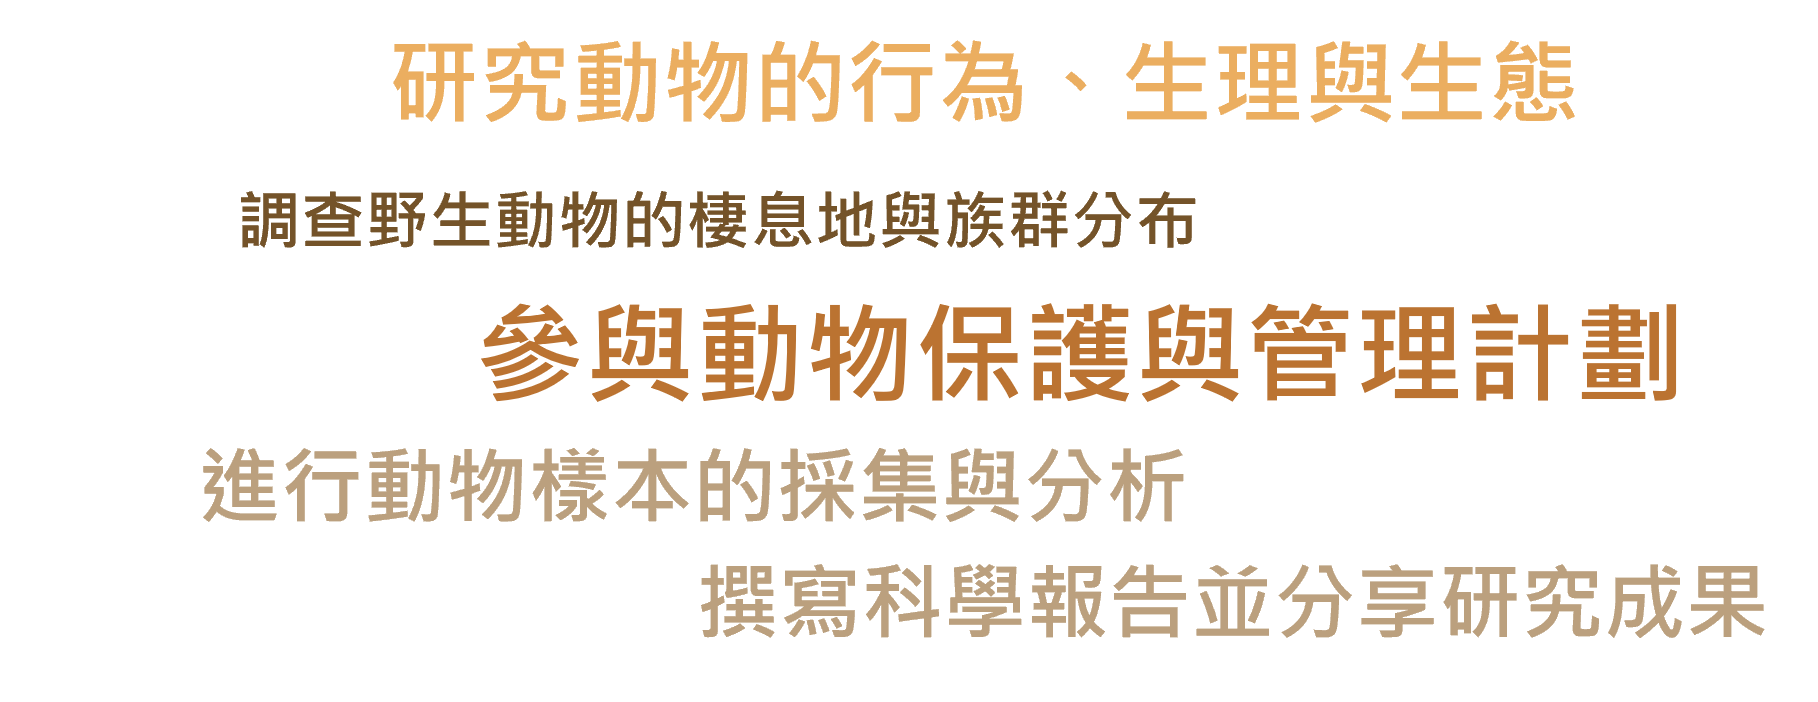 研究動物的行為、生理與生態
調查野生動物的棲息地與族群分布
參與動物保護與管理計劃
進行動物樣本的採集與分析
撰寫科學報告並分享研究成果